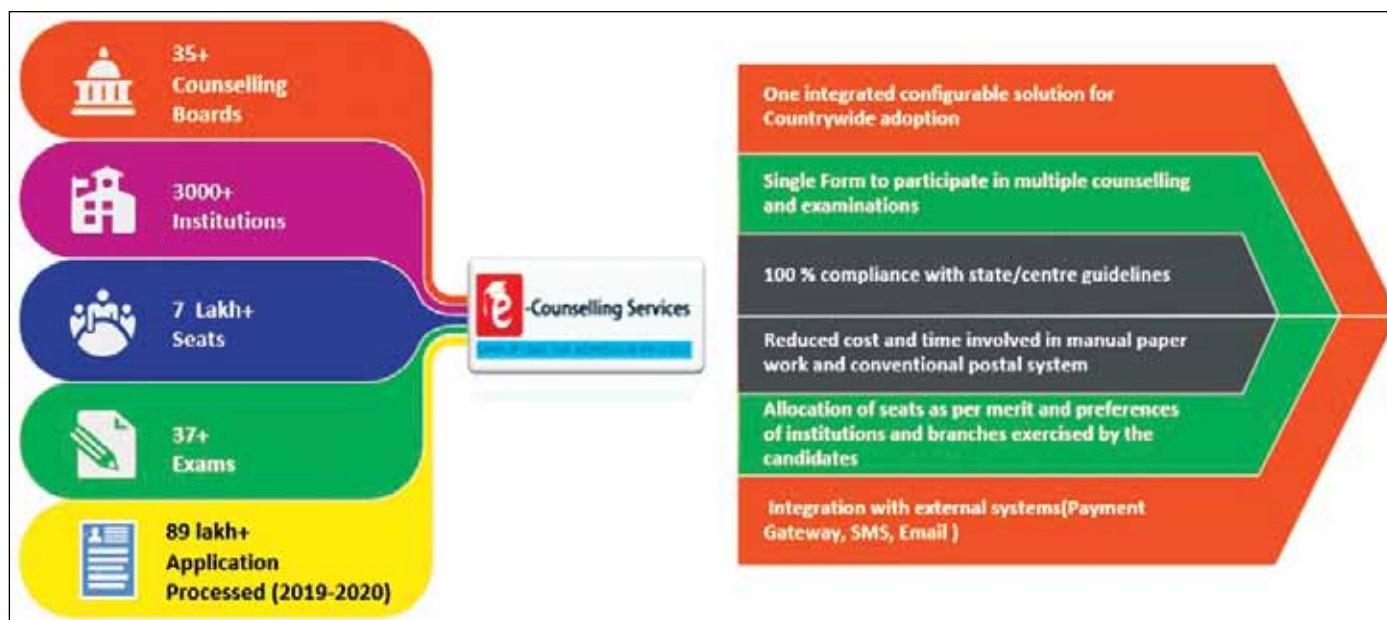 35+
Counselling
Boards
3000+
Institutions
7 Lakh+
Seats
37+
Exams
89 lakh+
Application
Processed (2019-2020)
e-Counselling Services
One integrated configurable solution for
Countrywide adoption
Single Form to participate in multiple counselling
and examinations
100 % compliance with state/centre guidelines
Reduced cost and time involved in manual paper
work and conventional postal system
Allocation of seats as per merit and preferences
of institutions and branches exercised by the
candidates
Integration with external systems(Payment
Gateway, SMS, Email )